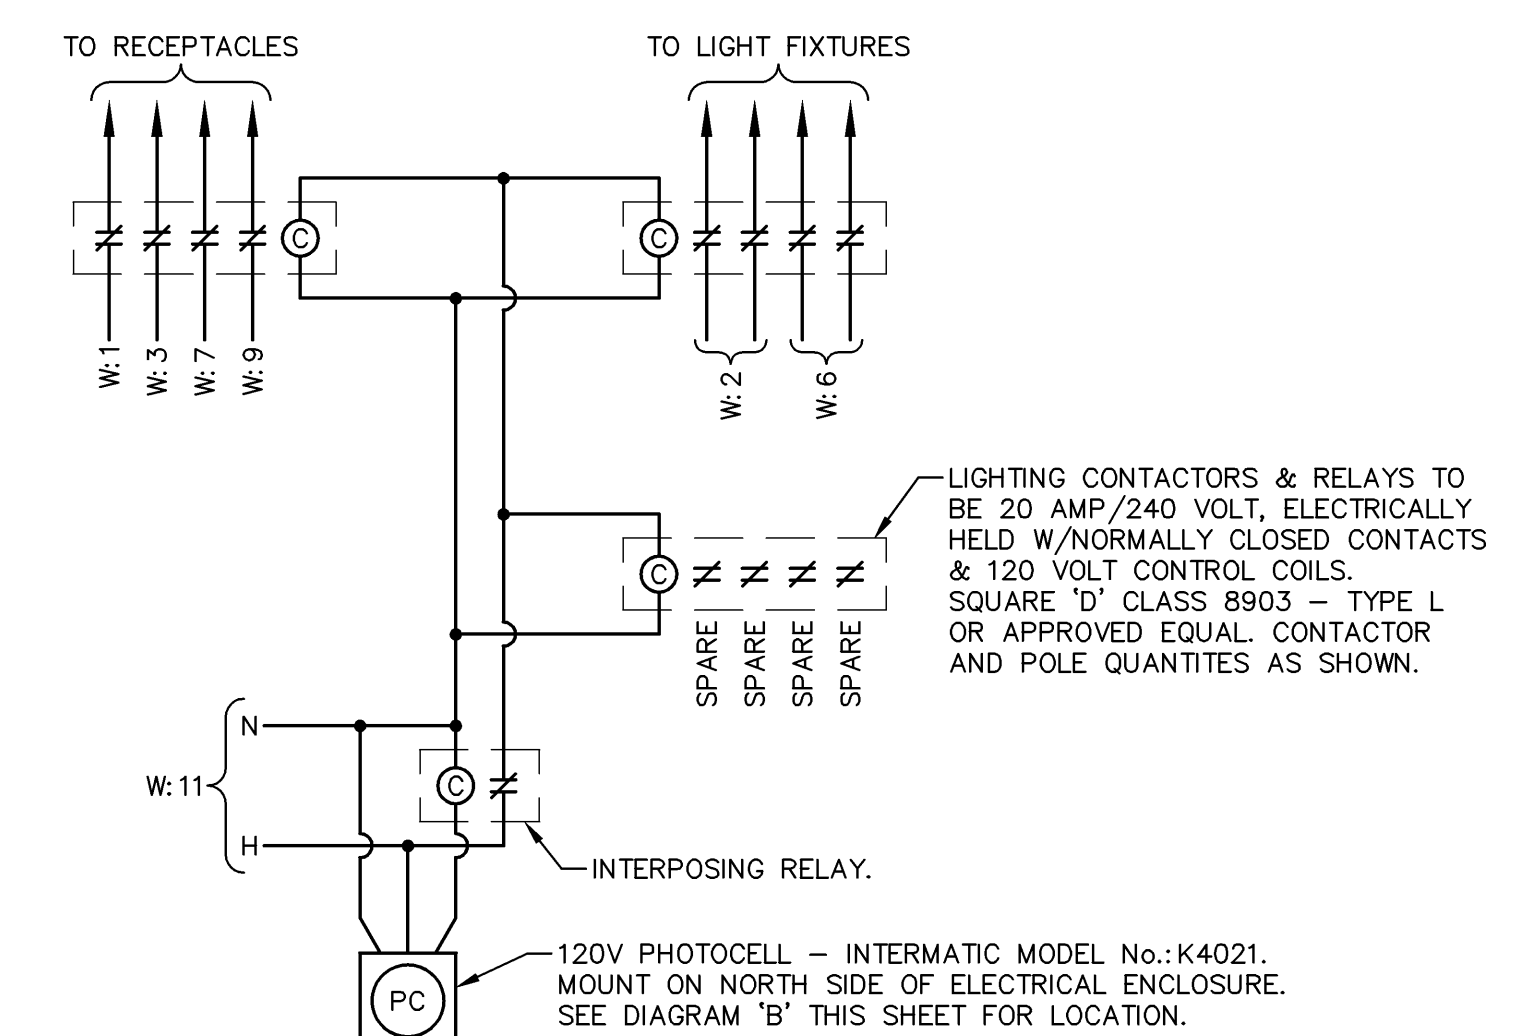 TO RECEPTACLES
TO LIGHT FIXTURES
C
C
W:1
W:3
W:7
W:9
W:2
W:6
LIGHTING CONTACTORS & RELAYS TO
BE 20 AMP/240 VOLT, ELECTRICALLY
HELD W/NORMALLY CLOSED CONTACTS
& 120 VOLT CONTROL COILS.
SQUARE 'D' CLASS 8903 – TYPE L
OR APPROVED EQUAL. CONTACTOR
AND POLE QUANTITES AS SHOWN.
C
SPARE
SPARE
SPARE
SPARE
N
W:11
C
H
INTERPOSING RELAY.
120V PHOTOCELL – INTERMATIC MODEL No.:K4021.
MOUNT ON NORTH SIDE OF ELECTRICAL ENCLOSURE.
SEE DIAGRAM 'B' THIS SHEET FOR LOCATION.
PC